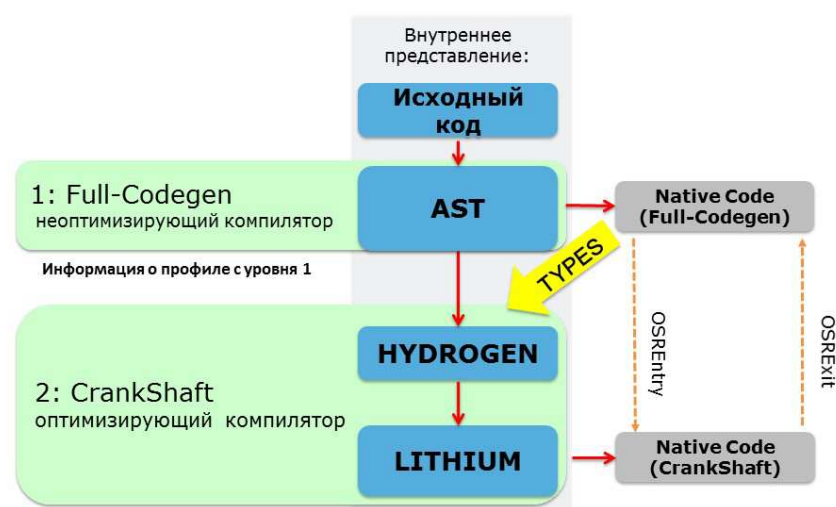 Внутреннее
представление:
Исходный
код
1: Full-Codegen
неоптимизирующий компилятор
AST
Native Code
(Full-Codegen)
Информация о профиле с уровня 1
TYPES
HYDROGEN
OSREntry
OSRExit
2: CrankShaft
оптимизирующий компилятор
LITHIUM
Native Code
(CrankShaft)